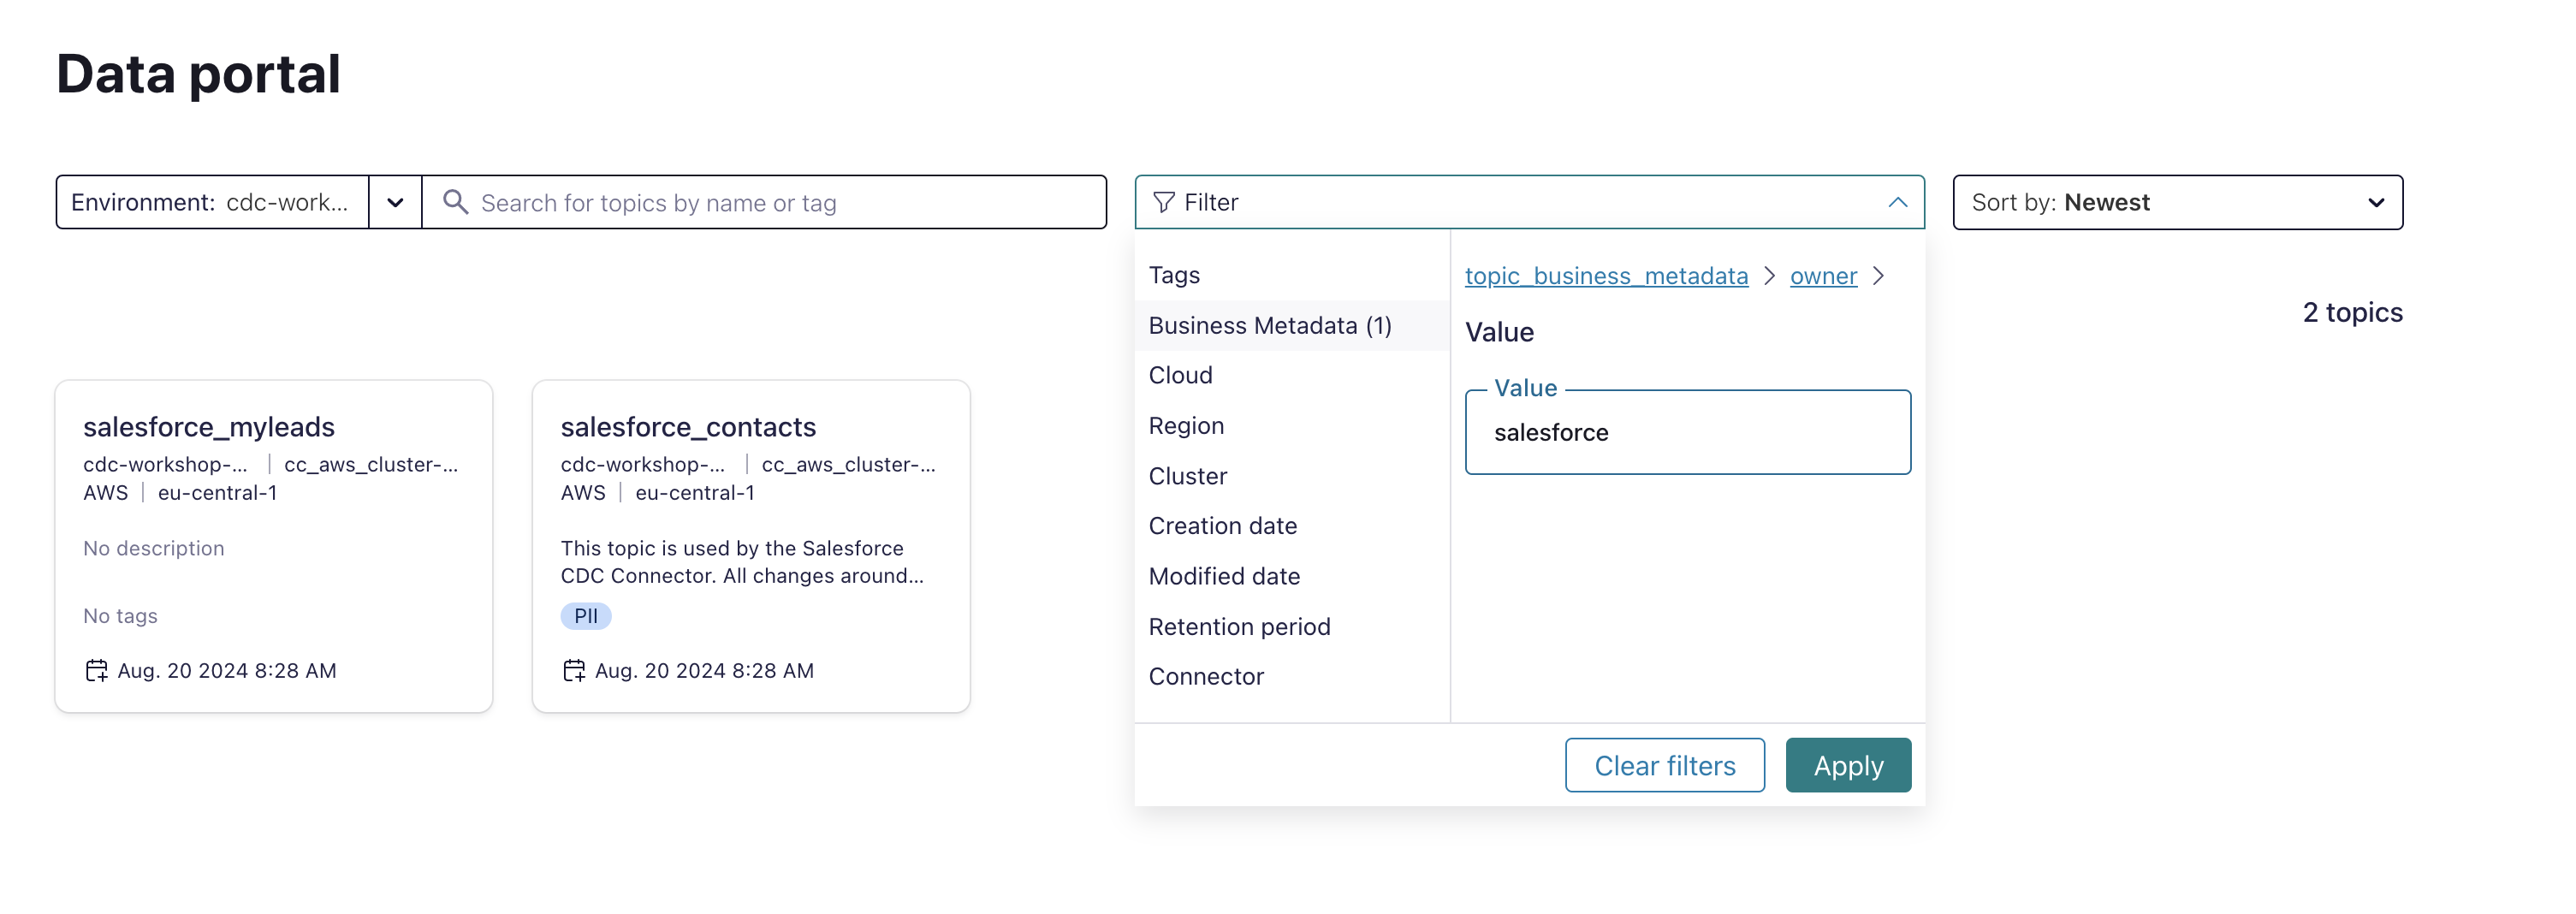 Data portal
Environment: cdc-work...
Search for topics by name or tag
Filter
Sort by: Newest
2 topics
salesforce_myleads
cdc-workshop-... | cc_aws_cluster-...
AWS | eu-central-1
No description
No tags
Aug. 20 2024 8:28 AM
salesforce_contacts
cdc-workshop-... | cc_aws_cluster-...
AWS | eu-central-1
This topic is used by the Salesforce
CDC Connector. All changes around...
PII
Aug. 20 2024 8:28 AM
Tags
Business Metadata (1)
Cloud
Region
Cluster
Creation date
Modified date
Retention period
Connector
topic_business_metadata > owner >
Value
Value
salesforce
Clear filters
Apply